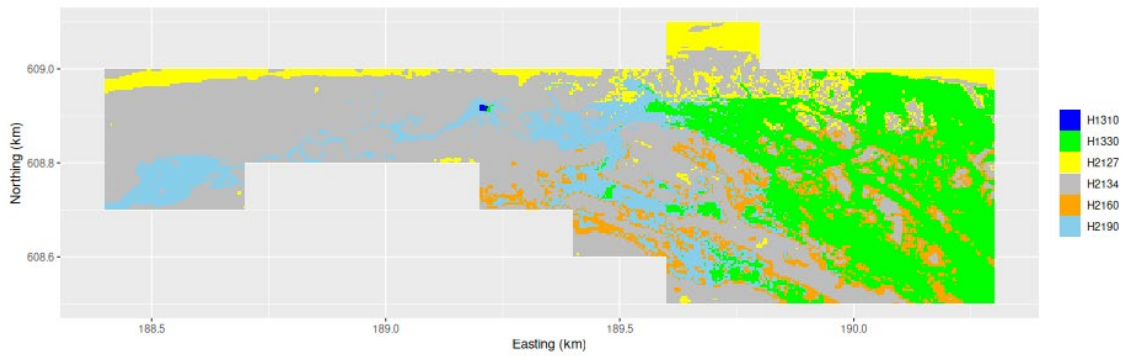 Northing (km)
609.0
608.8
608.6
188.5 189.0 189.5 190.0
Easting (km)
H1310
H1330
H2127
H2134
H2160
H2190